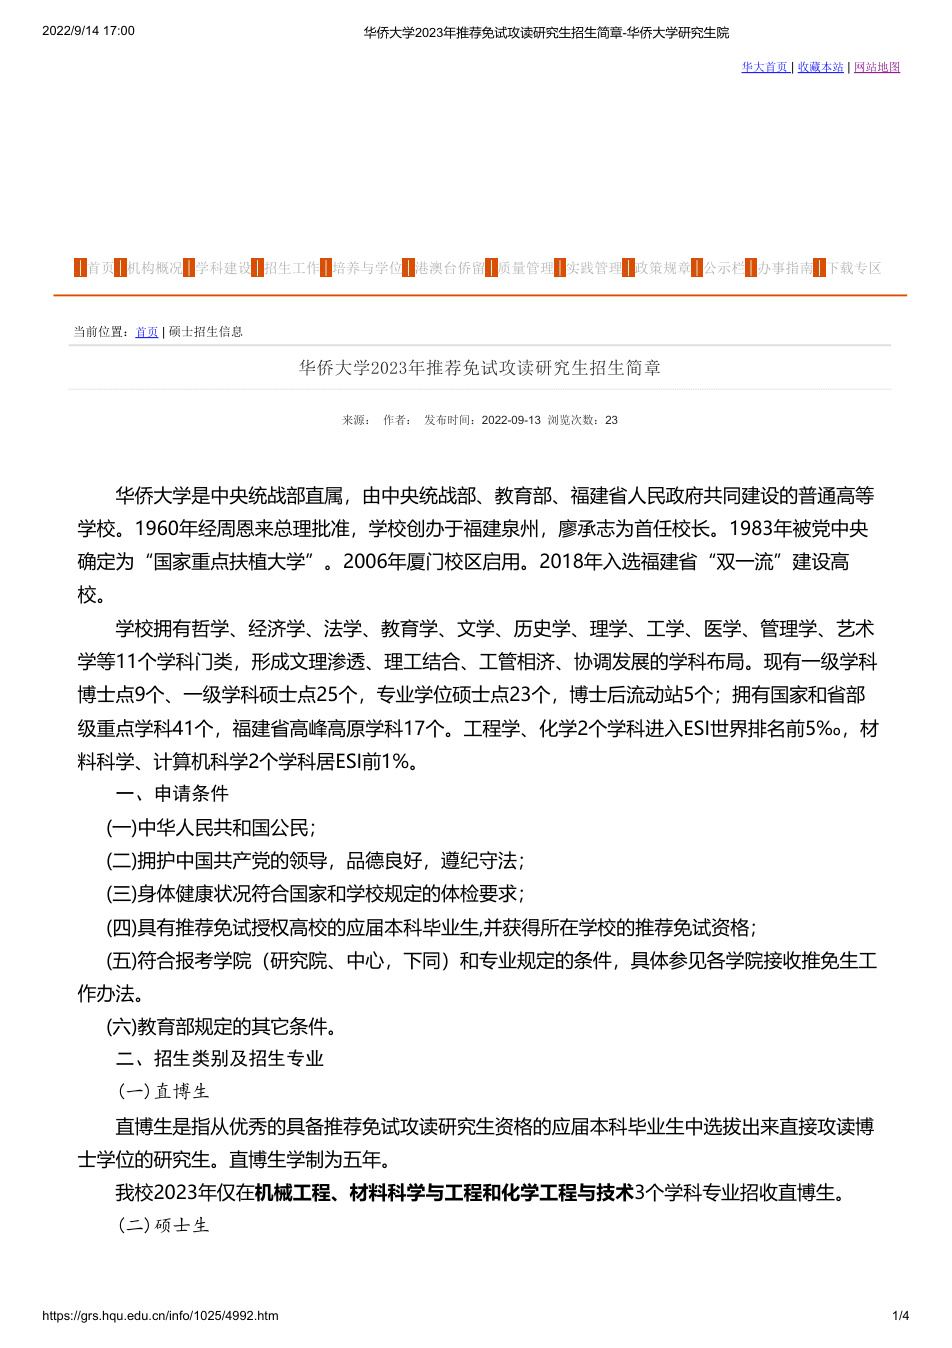 2022/9/14 17:00
华侨大学2023年推荐免试攻读研究生招生简章-华侨大学研究生院
华大首页 | 收藏本站 | 网站地图
|首页|机构概况|学科建设|招生工作|培养与学位|港澳台侨留|质量管理|实践管理|政策规章|公示栏|办事指南|下载专区
当前位置： 首页 | 硕士招生信息
华侨大学2023年推荐免试攻读研究生招生简章
来源： 作者： 发布时间：2022-09-13 浏览次数：23
华侨大学是中央统战部直属，由中央统战部、教育部、福建省人民政府共同建设的普通高等
学校。1960年经周恩来总理批准，学校创办于福建泉州，廖承志为首任校长。1983年被党中央
确定为“国家重点扶植大学”。2006年厦门校区启用。2018年入选福建省“双一流”建设高
校。
学校拥有哲学、经济学、法学、教育学、文学、历史学、理学、工学、医学、管理学、艺术
学等11个学科门类，形成文理渗透、理工结合、工管相济、协调发展的学科布局。现有一级学科
博士点9个、一级学科硕士点25个，专业学位硕士点23个，博士后流动站5个；拥有国家和省部
级重点学科41个，福建省高峰高原学科17个。工程学、化学2个学科进入ESI世界排名前5‰，材
料科学、计算机科学2个学科居ESI前1%。
一、申请条件
(一)中华人民共和国公民；
(二)拥护中国共产党的领导，品德良好，遵纪守法；
(三)身体健康状况符合国家和学校规定的体检要求；
(四)具有推荐免试授权高校的应届本科毕业生,并获得所在学校的推荐免试资格；
(五)符合报考学院（研究院、中心，下同）和专业规定的条件，具体参见各学院接收推免生工
作办法。
(六)教育部规定的其它条件。
二、招生类别及招生专业
(一)直博生
直博生是指从优秀的具备推荐免试攻读研究生资格的应届本科毕业生中选拔出来直接攻读博
士学位的研究生。直博生学制为五年。
我校2023年仅在机械工程、材料科学与工程和化学工程与技术3个学科专业招收直博生。
(二)硕士生
https://grs.hqu.edu.cn/info/1025/4992.htm
1/4